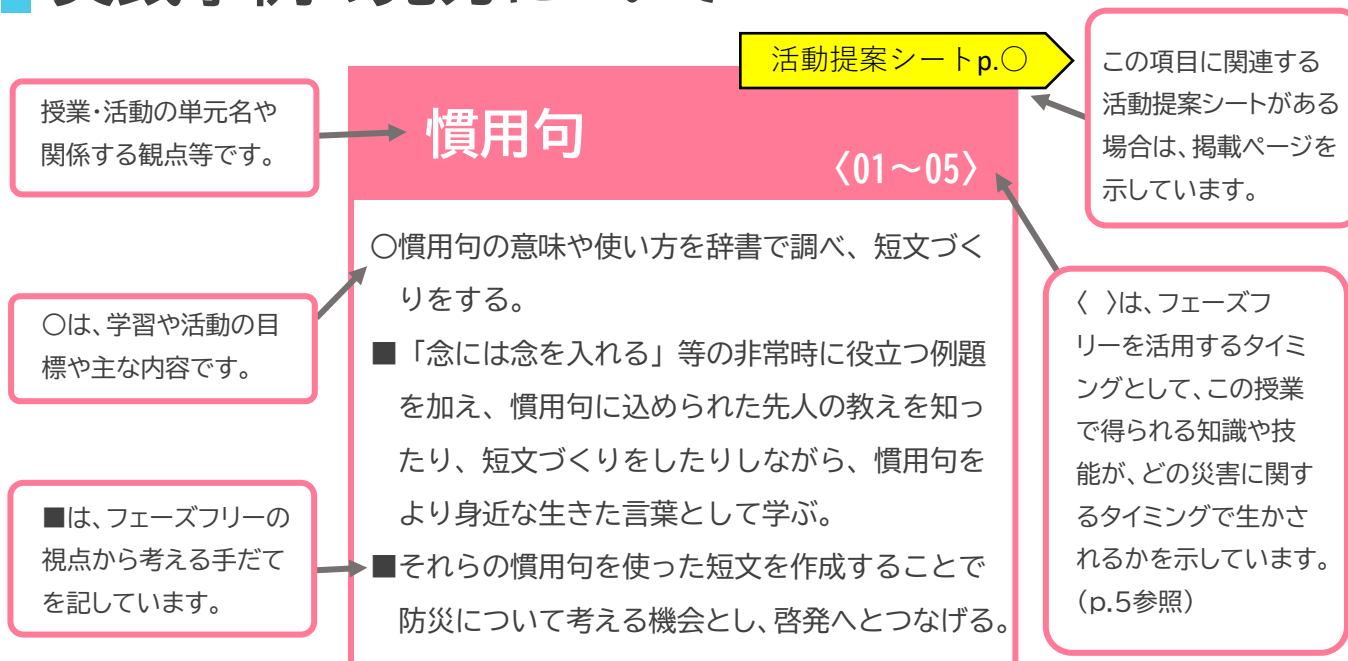 活動提案シートp.〇
授業・活動の単元名や
関係する観点等です。
慣用句
〈01～05〉
この項目に関連する
活動提案シートがある
場合は、掲載ページを
示しています。
〇慣用句の意味や使い方を辞書で調べ、短文づく
りをする。
■「念には念を入れる」等の非常時に役立つ例題
を加え、慣用句に込められた先人の教えを知っ
たり、短文づくりをしたりしながら、慣用句を
より身近な生きた言葉として学ぶ。
■それらの慣用句を使った短文を作成することで
防災について考える機会とし、啓発へとつなげる。
〇は、学習や活動の目
標や主な内容です。
■は、フェーズフリーの
視点から考える手だて
を記しています。
〈 〉は、フェーズフ
リーを活用するタイミ
ングとして、この授業
で得られる知識や技
能が、どの災害に関す
るタイミングで生かさ
れるかを示しています。
（p.5参照）